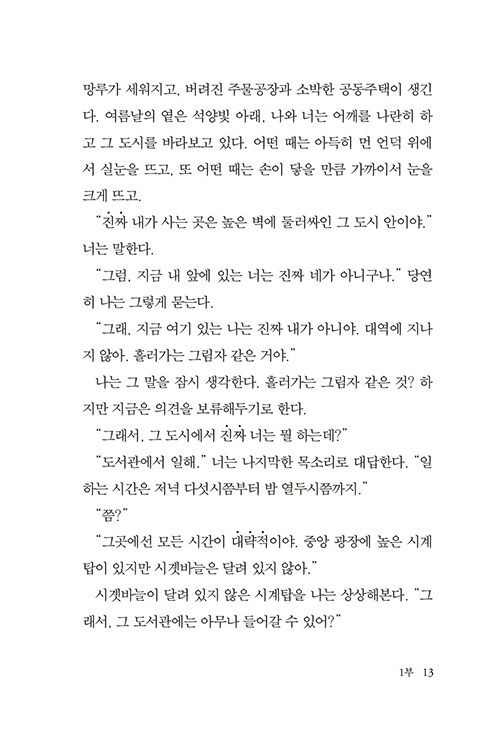 망루가 세워지고, 버려진 주물공장과 소박한 공동주택이 생긴
다. 여름날의 옅은 석양빛 아래, 나와 너는 어깨를 나란히 하
고 그 도시를 바라보고 있다. 어떤 때는 아득히 먼 언덕 위에
서 실눈을 뜨고, 또 어떤 때는 손이 닿을 만큼 가까이서 눈을
크게 뜨고.
“진짜 내가 사는 곳은 높은 벽에 둘러싸인 그 도시 안이야.”
너는 말한다.
“그럼, 지금 내 앞에 있는 너는 진짜 네가 아니구나.” 당연
히 나는 그렇게 묻는다.
“그래, 지금 여기 있는 나는 진짜 내가 아니야. 대역에 지나
지 않아. 흘러가는 그림자 같은 거야.”
나는 그 말을 잠시 생각한다. 흘러가는 그림자 같은 것? 하
지만 지금은 의견을 보류해두기로 한다.
“그래서, 그 도시에서 진짜 너는 뭘 하는데?”
“도서관에서 일해.” 너는 나지막한 목소리로 대답한다. “일
하는 시간은 저녁 다섯시쯤부터 밤 열두시쯤까지.”
“쯤?”
“그곳에선 모든 시간이 대략적이야. 중앙 광장에 높은 시계
탑이 있지만 시곗바늘은 달려 있지 않아.”
시곗바늘이 달려 있지 않은 시계탑을 나는 상상해본다. “그
래서, 그 도서관에는 아무나 들어갈 수 있어?”
1부 13